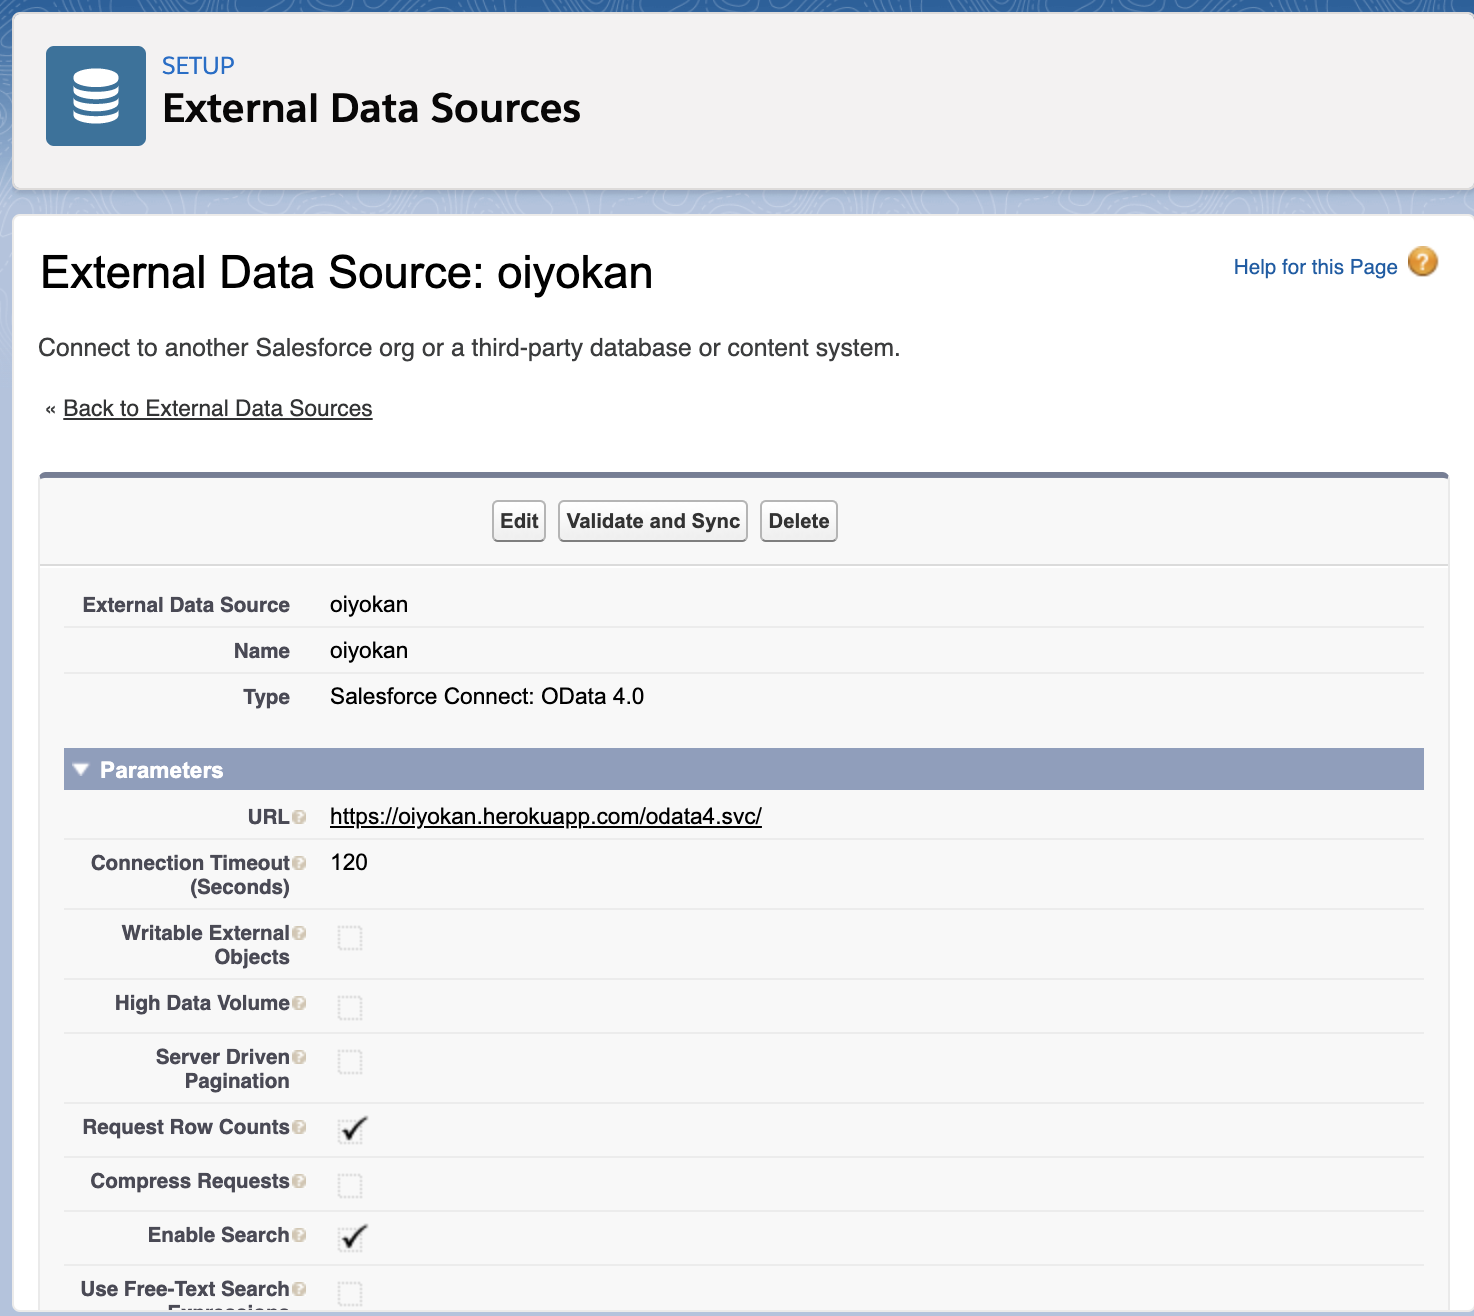 SETUP
External Data Sources
External Data Source: oiyokan
Help for this Page ?
Connect to another Salesforce org or a third-party database or content system.
« Back to External Data Sources
Edit Validate and Sync Delete
External Data Source oiyokan
Name oiyokan
Type Salesforce Connect: OData 4.0
Parameters
URL ? https://oiyokan.herokuapp.com/odata4.svc/
Connection Timeout ? 120
(Seconds)
Writable External ?
Objects
High Data Volume ?
Server Driven ?
Pagination
Request Row Counts ?
Compress Requests ?
Enable Search ?
Use Free-Text Search ?
Expressions